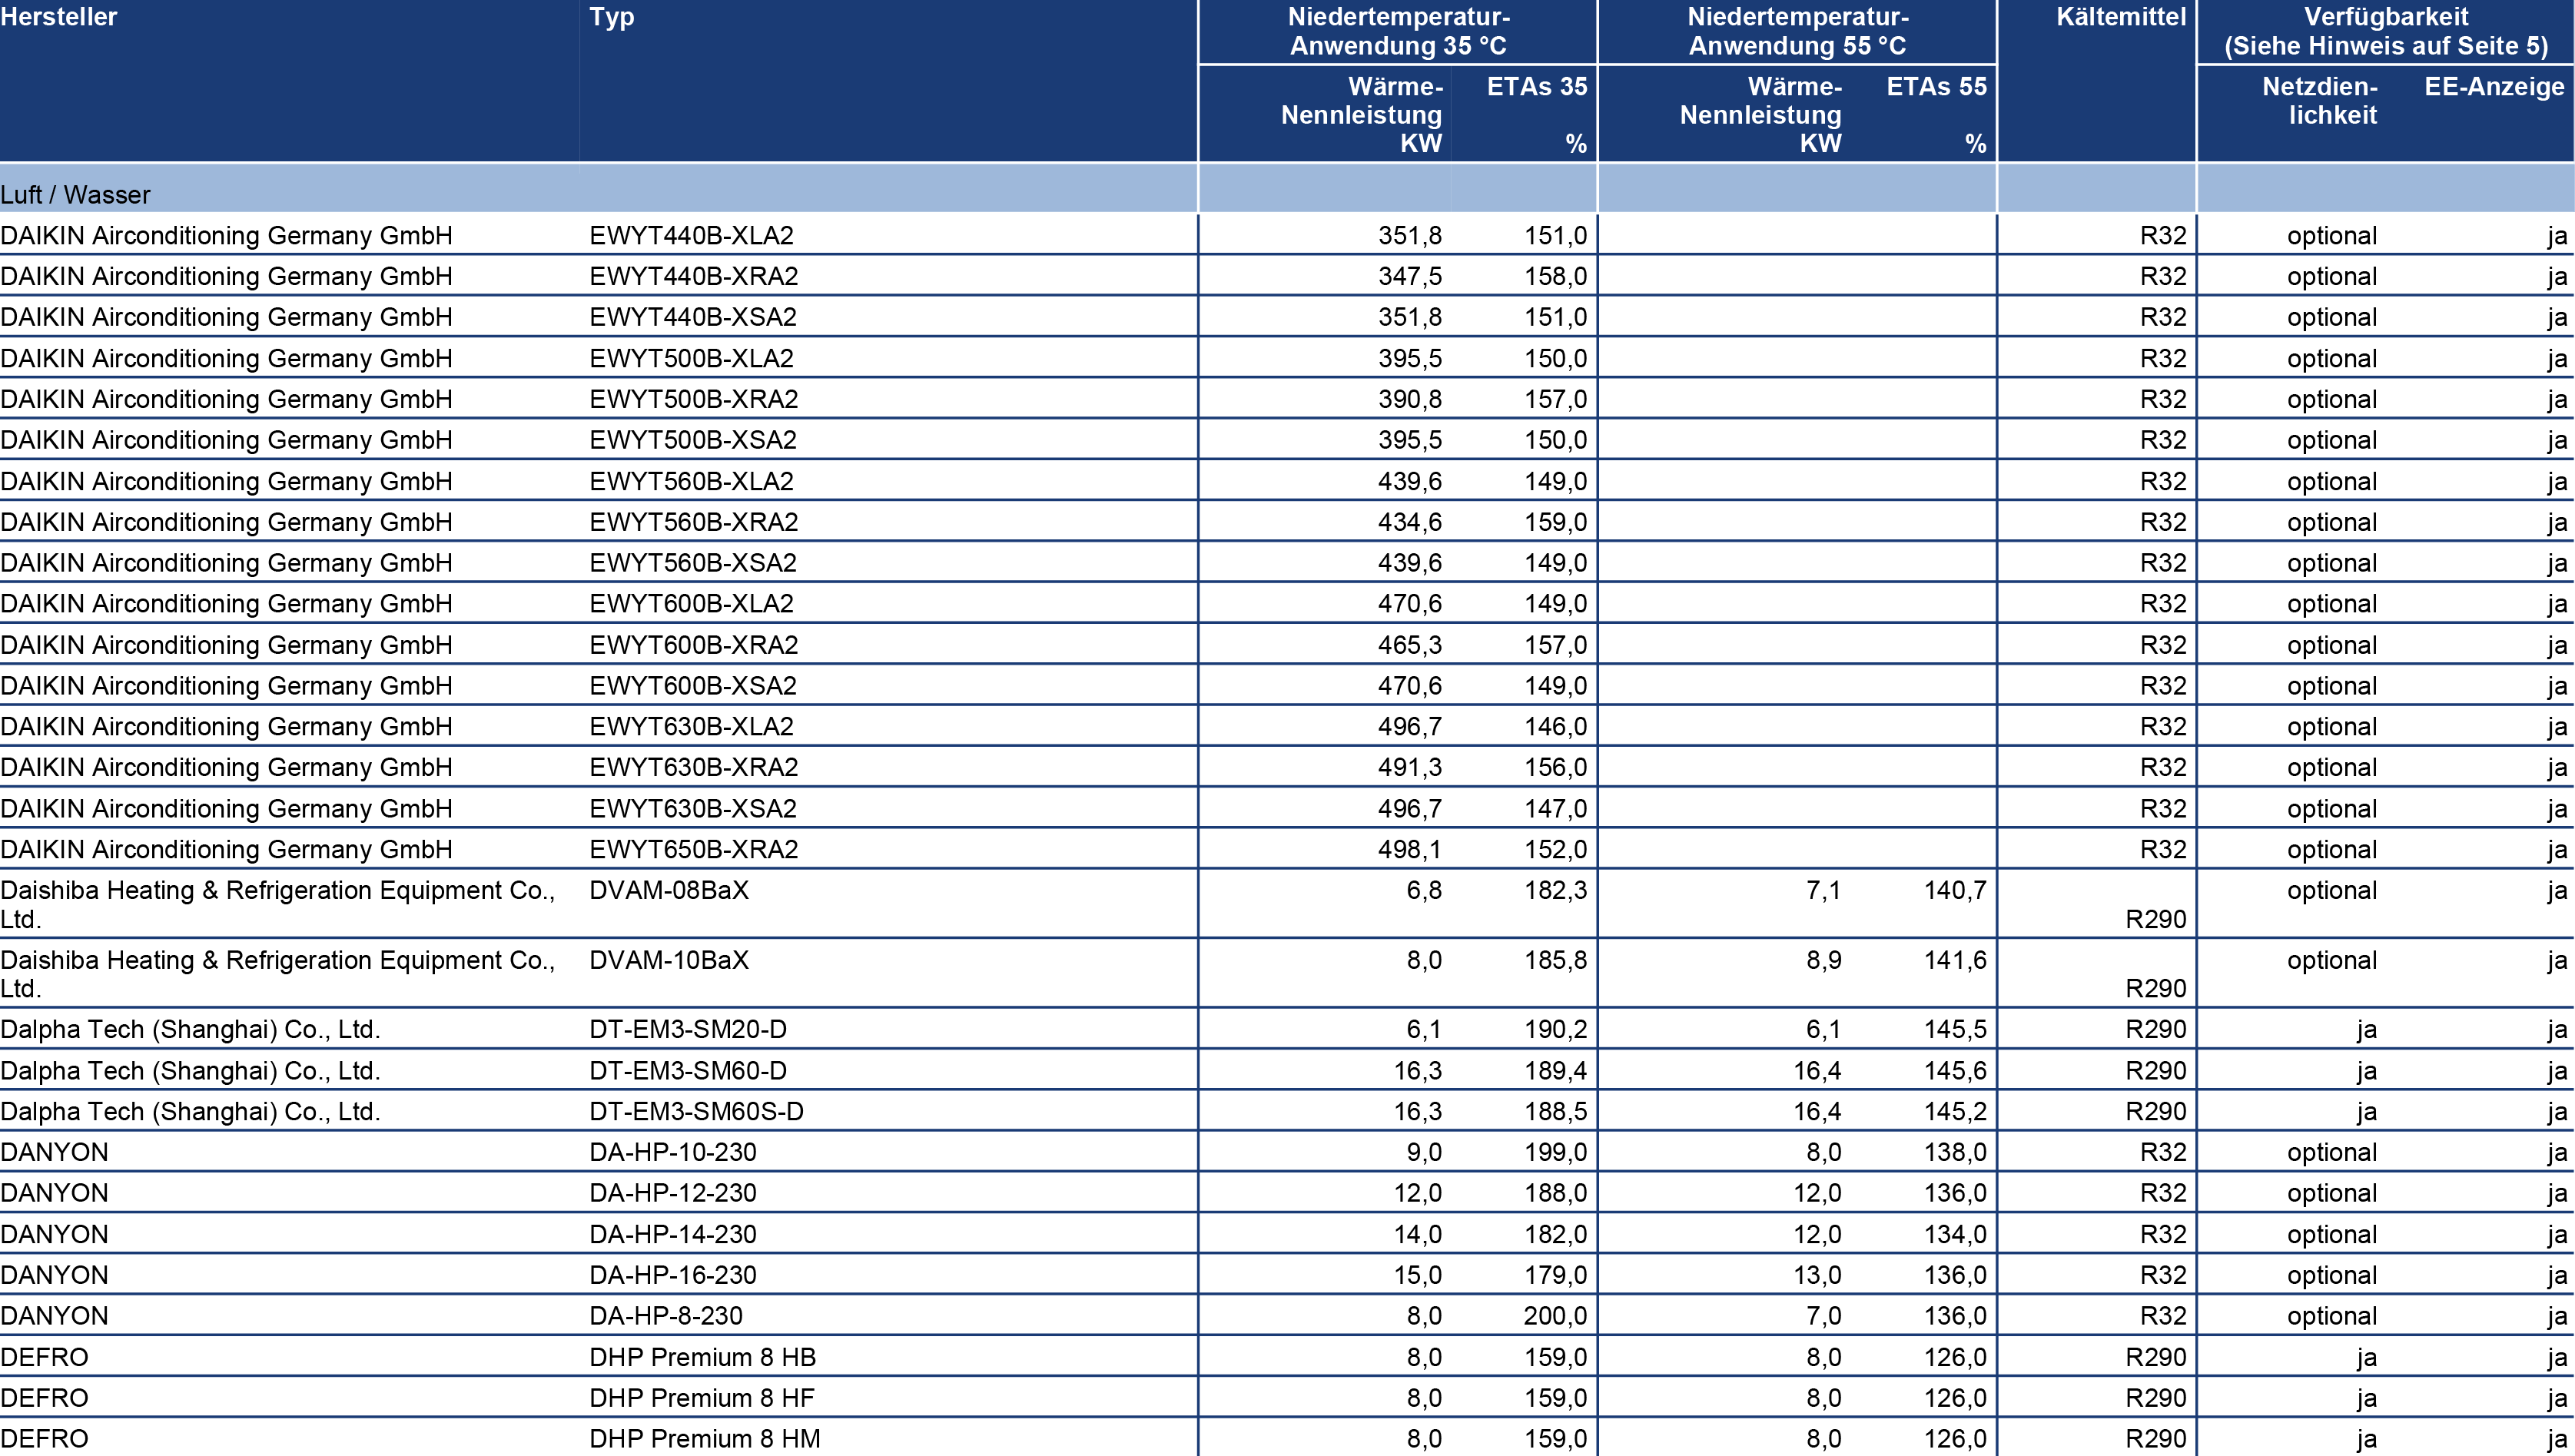 Hersteller Typ Niedertemperatur- Niedertemperatur- Kältemittel Verfügbarkeit
Anwendung 35 °C Anwendung 55 °C (Siehe Hinweis auf Seite 5)
Wärme- ETAs 35 Wärme- ETAs 55 Netzdien- EE-Anzeige
Nennleistung Nennleistung lichkeit
KW % KW %
Luft / Wasser
DAIKIN Airconditioning Germany GmbH EWYT440B-XLA2 351,8 151,0 R32 optional ja
DAIKIN Airconditioning Germany GmbH EWYT440B-XRA2 347,5 158,0 R32 optional ja
DAIKIN Airconditioning Germany GmbH EWYT440B-XSA2 351,8 151,0 R32 optional ja
DAIKIN Airconditioning Germany GmbH EWYT500B-XLA2 395,5 150,0 R32 optional ja
DAIKIN Airconditioning Germany GmbH EWYT500B-XRA2 390,8 157,0 R32 optional ja
DAIKIN Airconditioning Germany GmbH EWYT500B-XSA2 395,5 150,0 R32 optional ja
DAIKIN Airconditioning Germany GmbH EWYT560B-XLA2 439,6 149,0 R32 optional ja
DAIKIN Airconditioning Germany GmbH EWYT560B-XRA2 434,6 159,0 R32 optional ja
DAIKIN Airconditioning Germany GmbH EWYT560B-XSA2 439,6 149,0 R32 optional ja
DAIKIN Airconditioning Germany GmbH EWYT600B-XLA2 470,6 149,0 R32 optional ja
DAIKIN Airconditioning Germany GmbH EWYT600B-XRA2 465,3 157,0 R32 optional ja
DAIKIN Airconditioning Germany GmbH EWYT600B-XSA2 470,6 149,0 R32 optional ja
DAIKIN Airconditioning Germany GmbH EWYT630B-XLA2 496,7 146,0 R32 optional ja
DAIKIN Airconditioning Germany GmbH EWYT630B-XRA2 491,3 156,0 R32 optional ja
DAIKIN Airconditioning Germany GmbH EWYT630B-XSA2 496,7 147,0 R32 optional ja
DAIKIN Airconditioning Germany GmbH EWYT650B-XRA2 498,1 152,0 R32 optional ja
Daishiba Heating & Refrigeration Equipment Co., DVAM-08BaX 6,8 182,3 7,1 140,7 optional ja
Ltd. R290
Daishiba Heating & Refrigeration Equipment Co., DVAM-10BaX 8,0 185,8 8,9 141,6 optional ja
Ltd. R290
Dalpha Tech (Shanghai) Co., Ltd. DT-EM3-SM20-D 6,1 190,2 6,1 145,5 R290 ja ja
Dalpha Tech (Shanghai) Co., Ltd. DT-EM3-SM60-D 16,3 189,4 16,4 145,6 R290 ja ja
Dalpha Tech (Shanghai) Co., Ltd. DT-EM3-SM60S-D 16,3 188,5 16,4 145,2 R290 ja ja
DANYON DA-HP-10-230 9,0 199,0 8,0 138,0 R32 optional ja
DANYON DA-HP-12-230 12,0 188,0 12,0 136,0 R32 optional ja
DANYON DA-HP-14-230 14,0 182,0 12,0 134,0 R32 optional ja
DANYON DA-HP-16-230 15,0 179,0 13,0 136,0 R32 optional ja
DANYON DA-HP-8-230 8,0 200,0 7,0 136,0 R32 optional ja
DEFRO DHP Premium 8 HB 8,0 159,0 8,0 126,0 R290 ja ja
DEFRO DHP Premium 8 HF 8,0 159,0 8,0 126,0 R290 ja ja
DEFRO DHP Premium 8 HM 8,0 159,0 8,0 126,0 R290 ja ja